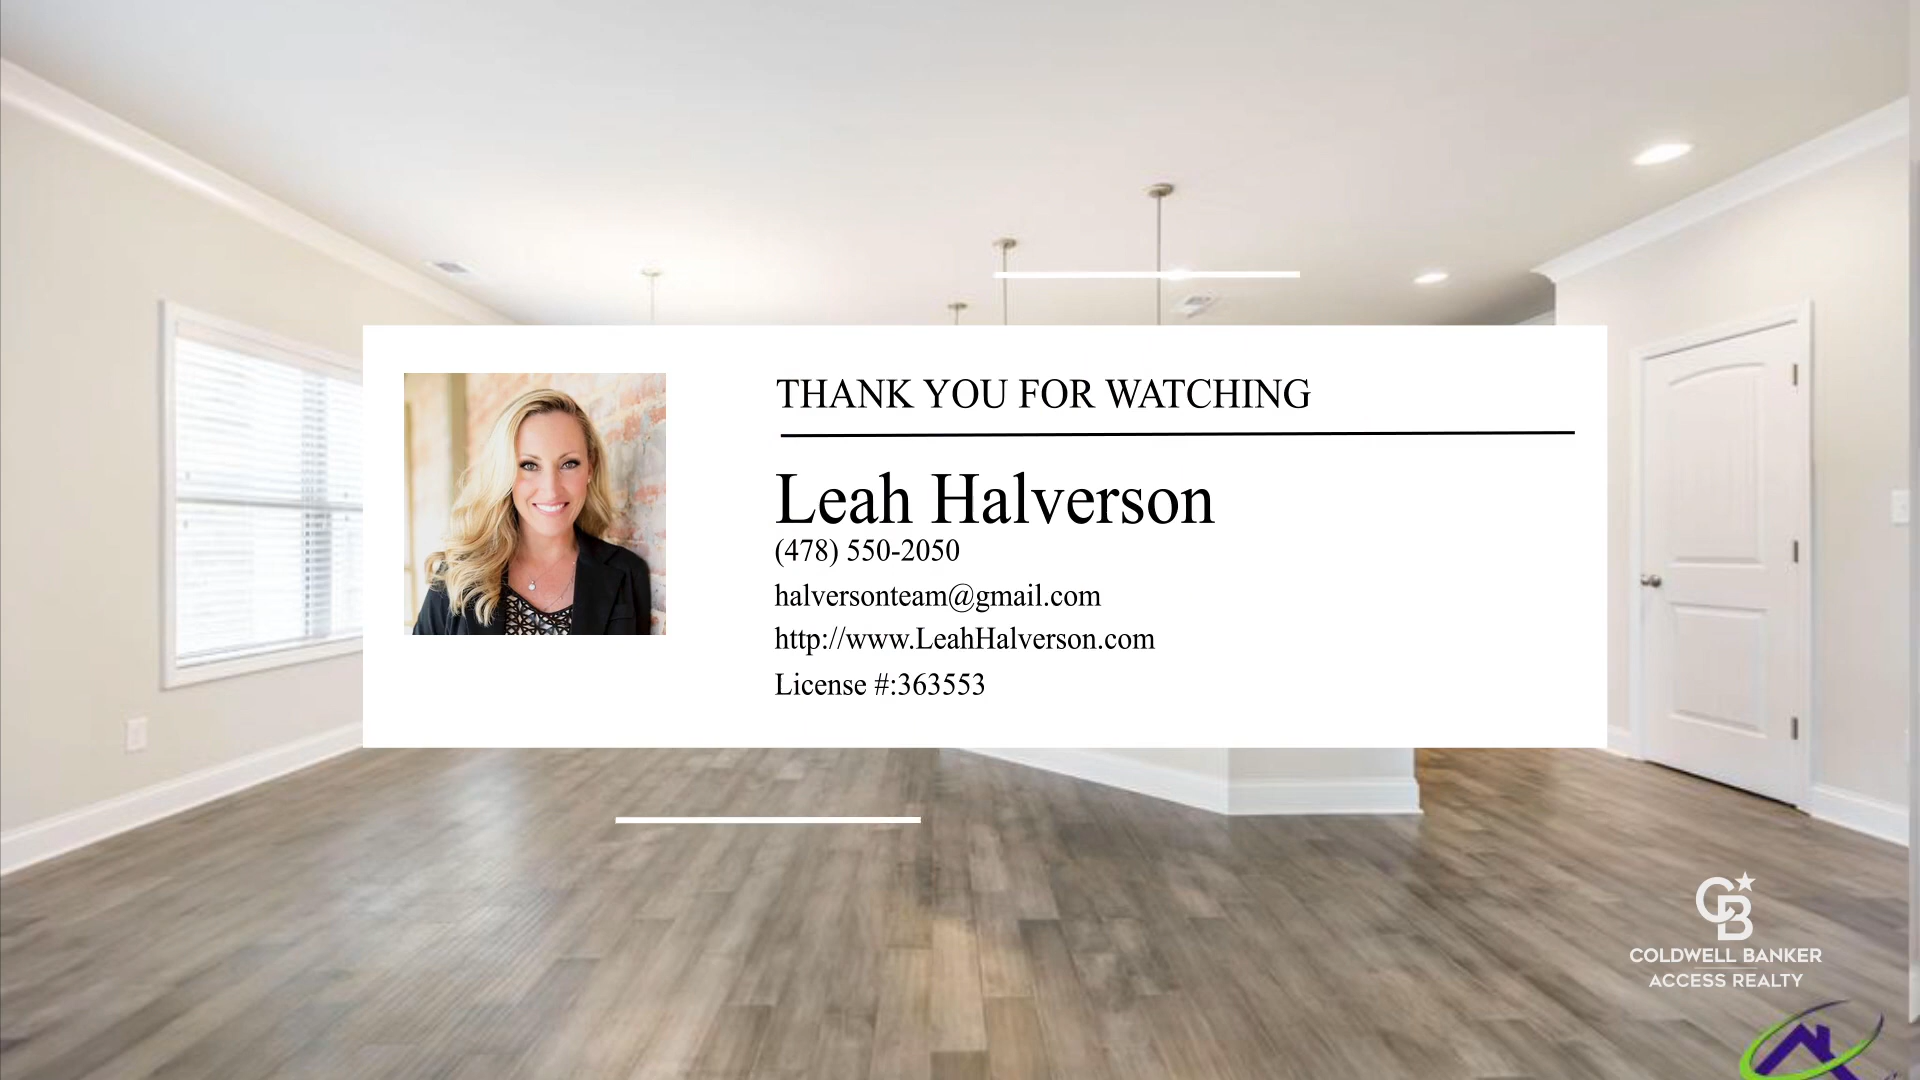 THANK YOU FOR WATCHING
Leah Halverson
(478) 550-2050
halversonteam@gmail.com
http://www.LeahHalverson.com
License #:363553
CB
COLDWELL BANKER
ACCESS REALTY